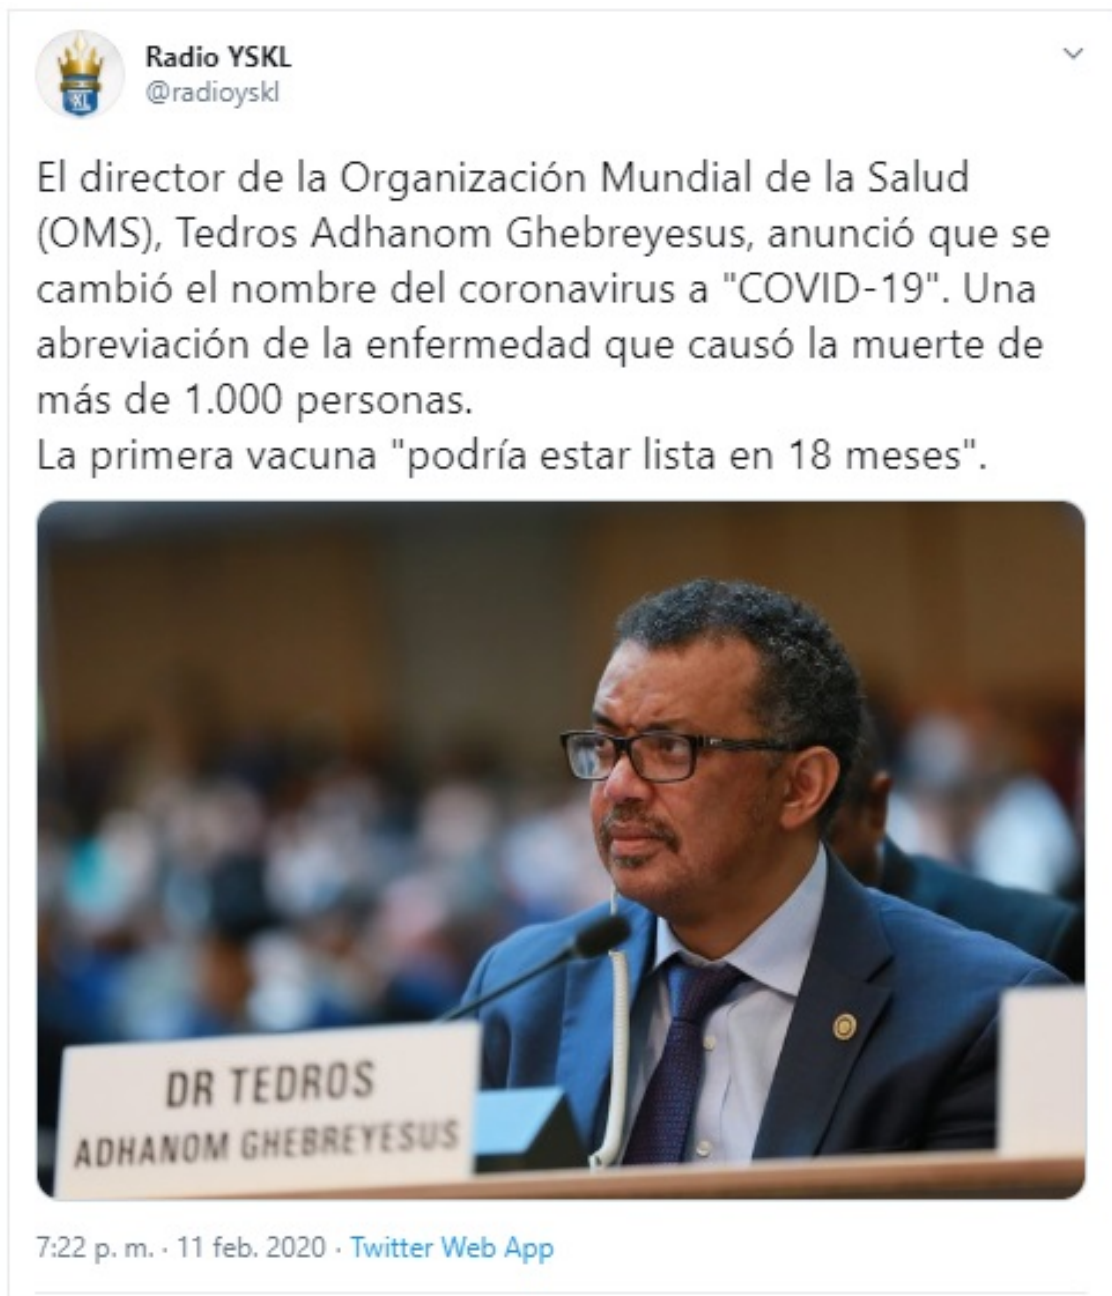 Radio YSKL
@radioyskl
El director de la Organización Mundial de la Salud
(OMS), Tedros Adhanom Ghebreyesus, anunció que se
cambió el nombre del coronavirus a "COVID-19". Una
abreviación de la enfermedad que causó la muerte de
más de 1.000 personas.
La primera vacuna "podría estar lista en 18 meses".
DR TEDROS
ADHANOM GHEBREYESUS
7:22 p. m. · 11 feb. 2020 · Twitter Web App